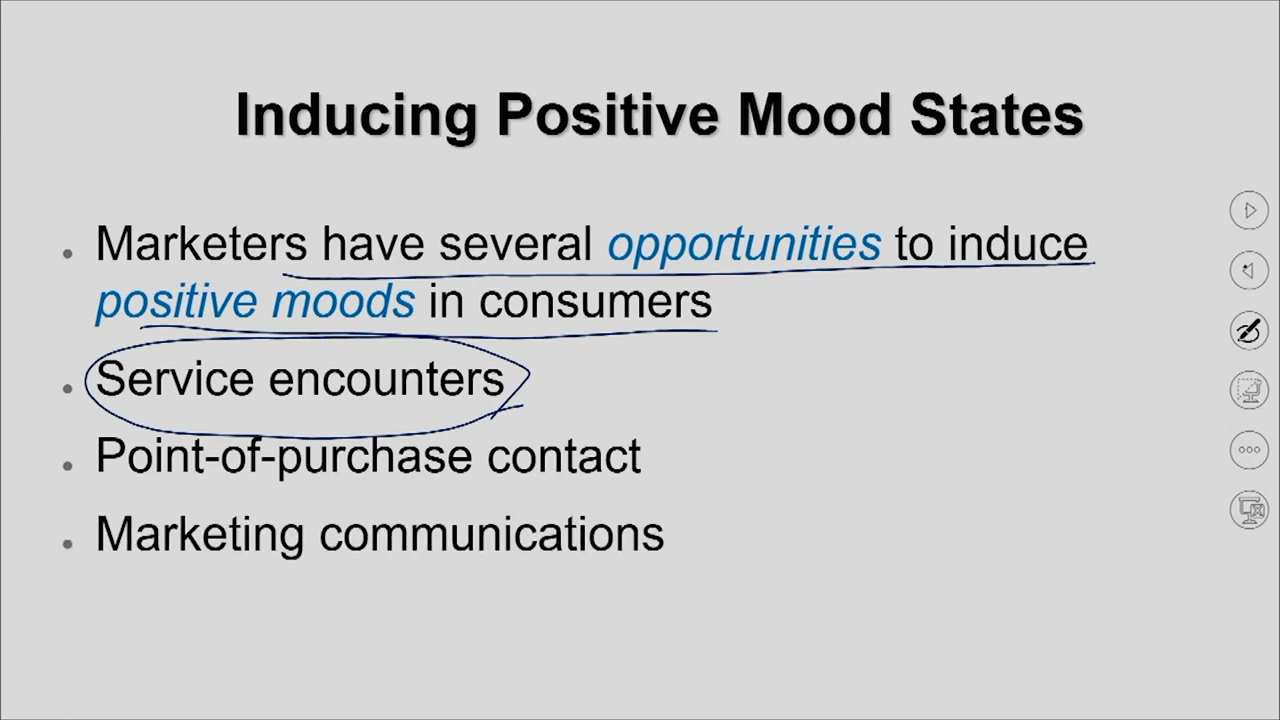 Inducing Positive Mood States
• Marketers have several opportunities to induce
positive moods in consumers
• Service encounters
• Point-of-purchase contact
• Marketing communications